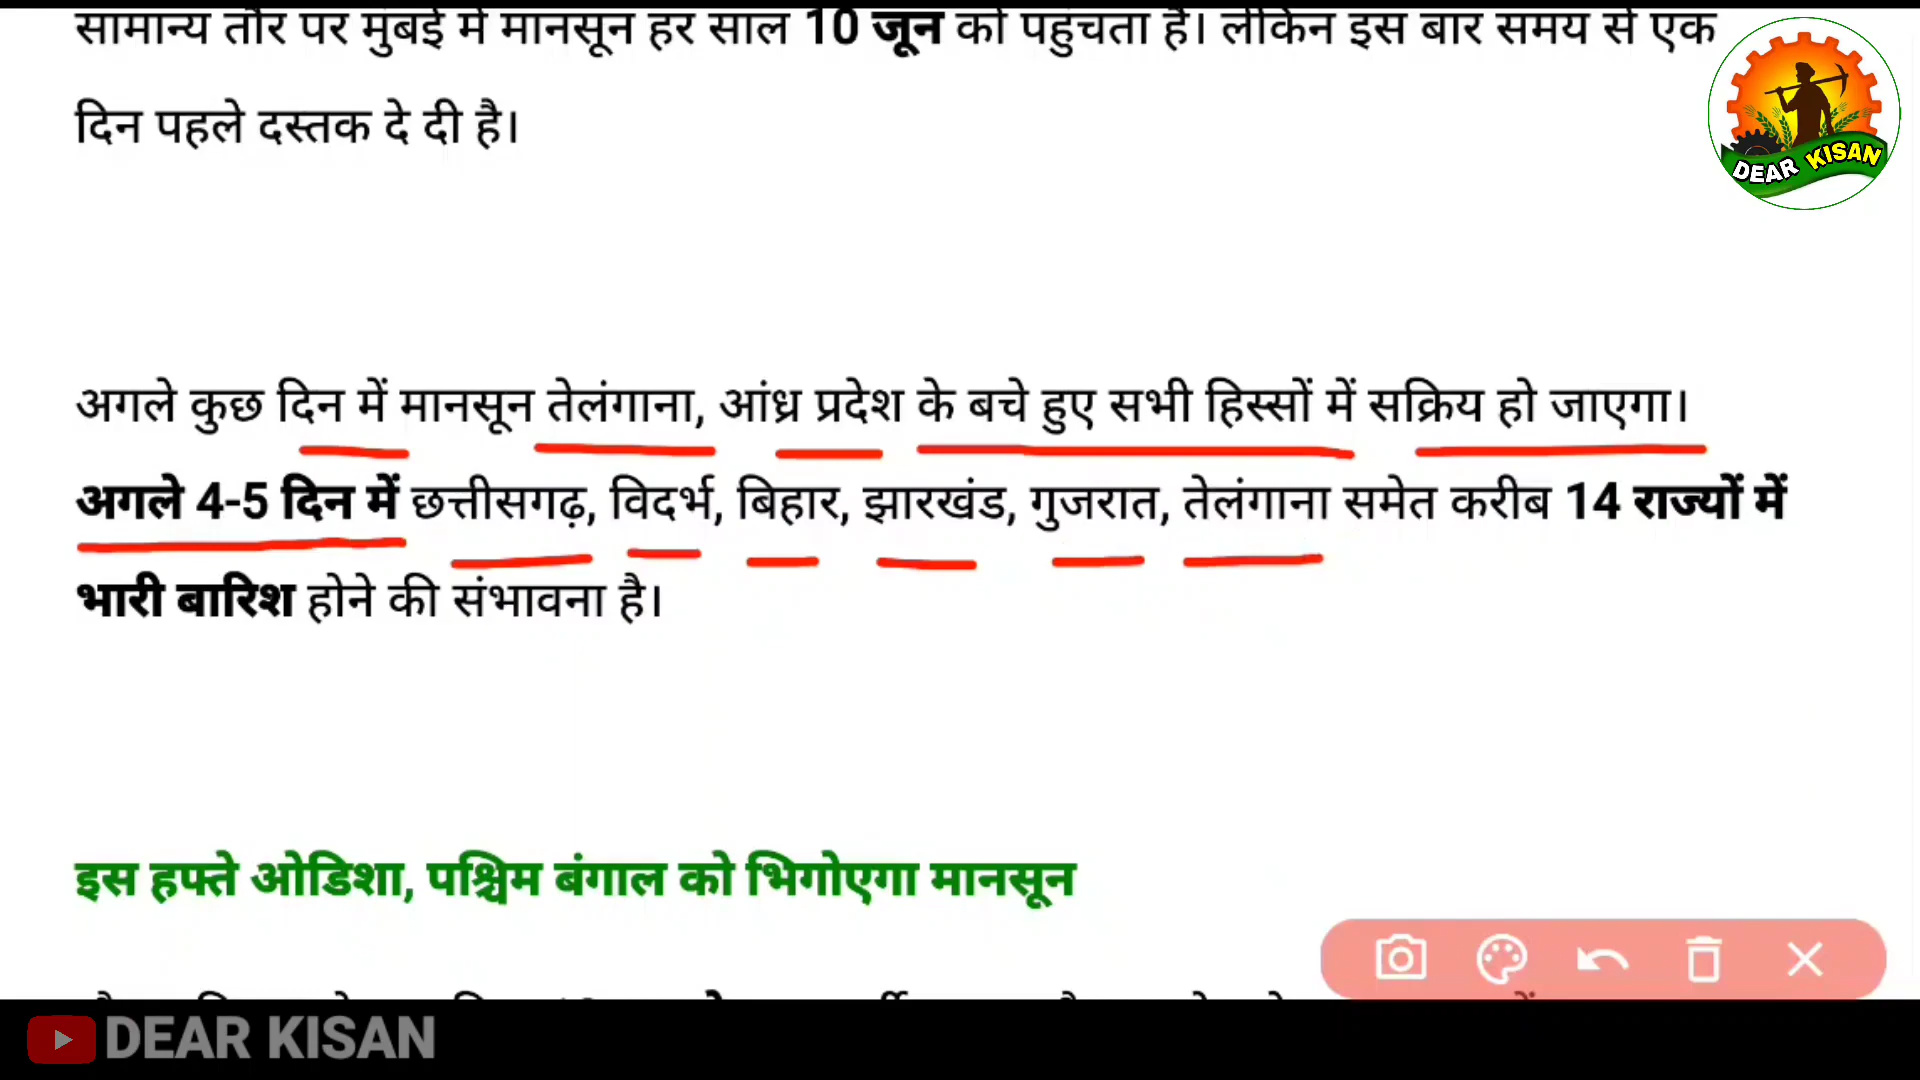 सामान्य तौर पर मुंबई में मानसून हर साल 10 जून को पहुंचता है। लेकिन इस बार समय से एक
दिन पहले दस्तक दे दी है।
DEAR KISAN
अगले कुछ दिन में मानसून तेलंगाना, आंध्र प्रदेश के बचे हुए सभी हिस्सों में सक्रिय हो जाएगा।
अगले 4-5 दिन में छत्तीसगढ़, विदर्भ, बिहार, झारखंड, गुजरात, तेलंगाना समेत करीब 14 राज्यों में
भारी बारिश होने की संभावना है।
इस हफ्ते ओडिशा, पश्चिम बंगाल को भिगोएगा मानसून
DEAR KISAN